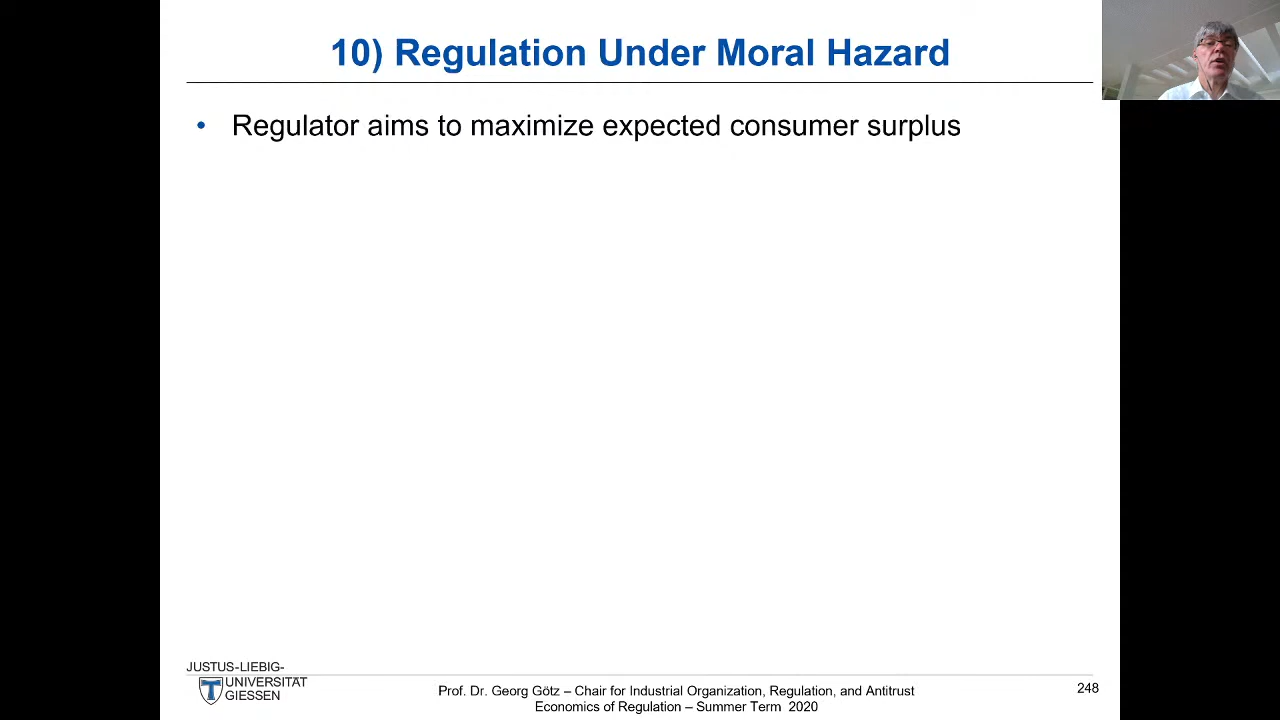 10) Regulation Under Moral Hazard
• Regulator aims to maximize expected consumer surplus
JUSTUS-LIEBIG-
UNIVERSITÄT
GIESSEN
Prof. Dr. Georg Götz – Chair for Industrial Organization, Regulation, and Antitrust
Economics of Regulation – Summer Term 2020
248